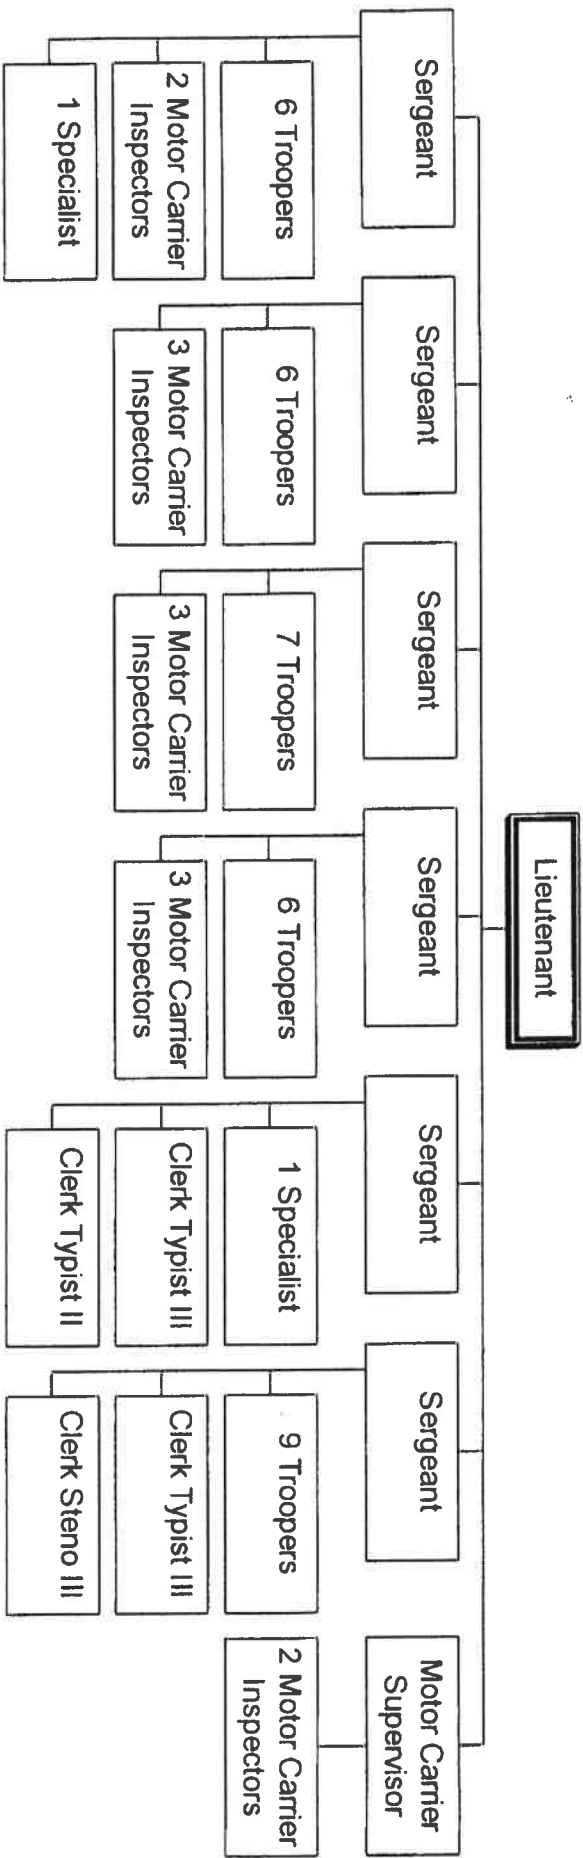 Lieutenant
Sergeant
6 Troopers
2 Motor Carrier
Inspectors
1 Specialist
Sergeant
6 Troopers
3 Motor Carrier
Inspectors
Sergeant
7 Troopers
3 Motor Carrier
Inspectors
Sergeant
6 Troopers
3 Motor Carrier
Inspectors
Sergeant
1 Specialist
Clerk Typist III
Clerk Typist II
Sergeant
9 Troopers
Clerk Typist III
Clerk Steno III
Motor Carrier
Supervisor
2 Motor Carrier
Inspectors